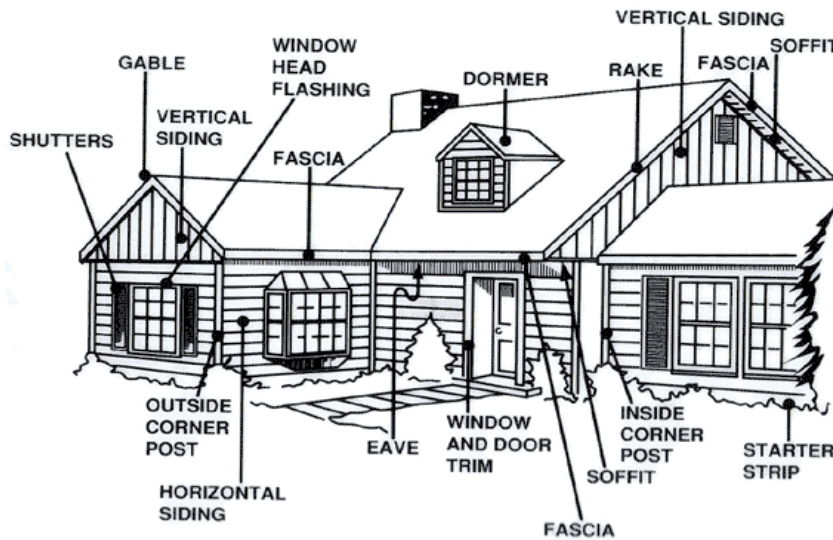 VERTICAL SIDING
SOFFIT
WINDOW
HEAD
FLASHING
GABLE
DORMER
RAKE
FASCIA
VERTICAL
SIDING
SHUTTERS
FASCIA
OUTSIDE
CORNER
POST
EAVE
WINDOW
AND DOOR
TRIM
INSIDE
CORNER
POST
SOFFIT
STARTER
STRIP
HORIZONTAL
SIDING
FASCIA